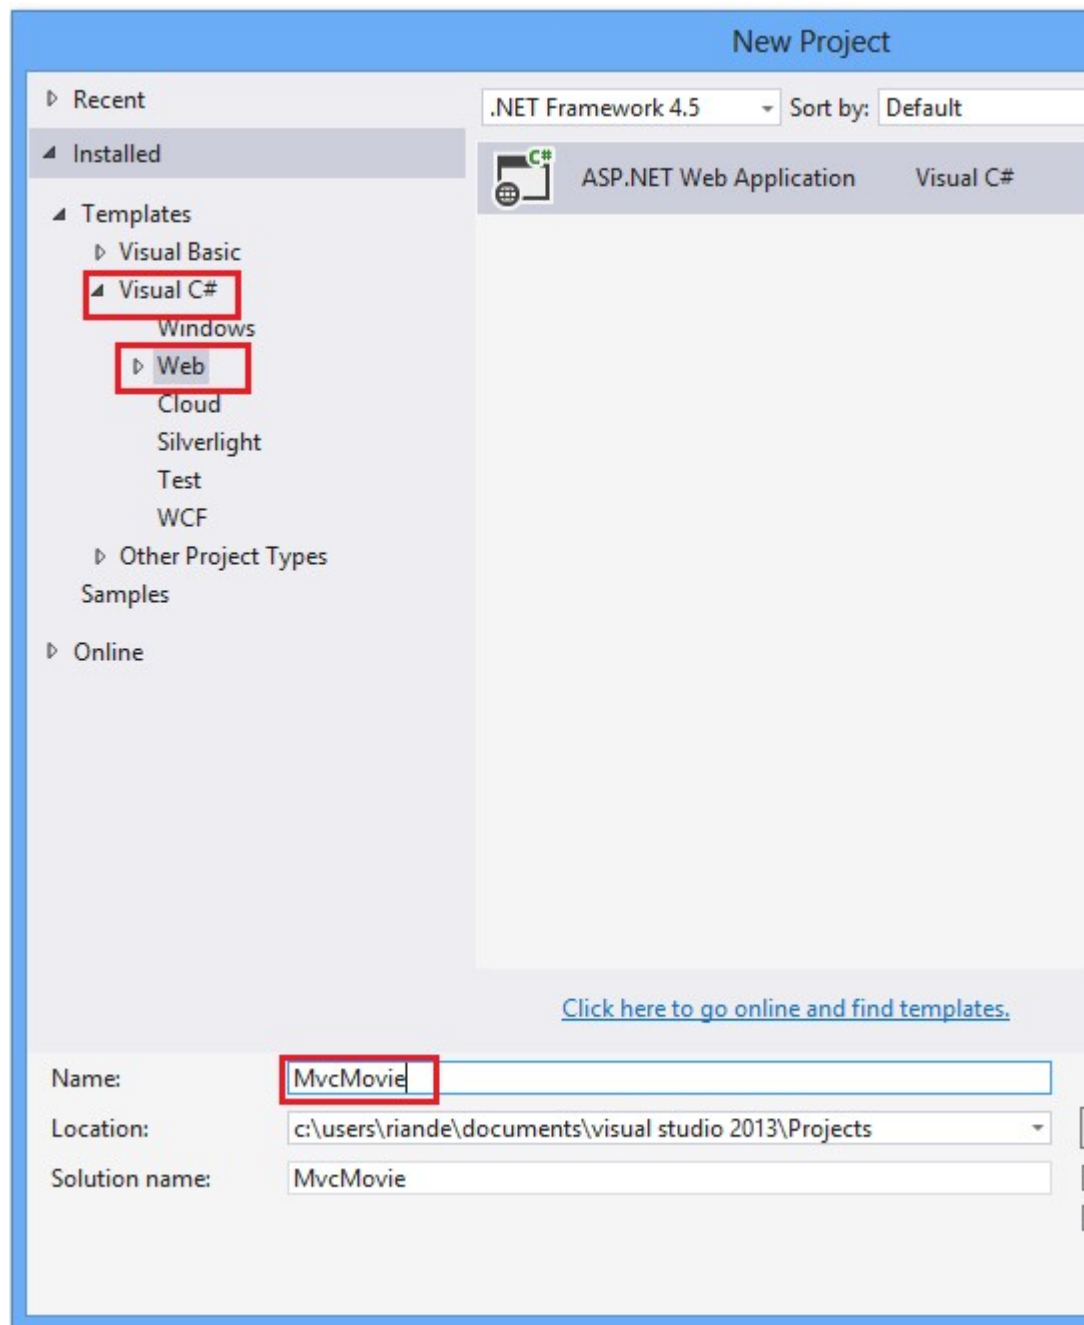 New Project
Recent
Installed
Templates
Visual Basic
Visual C#
Windows
Web
Cloud
Silverlight
Test
WCF
Other Project Types
Samples
Online
.NET Framework 4.5 Sort by: Default
C#
ASP.NET Web Application Visual C#
Click here to go online and find templates.
Name: MvcMovie
Location: c:\users\riande\documents\visual studio 2013\Projects
Solution name: MvcMovie